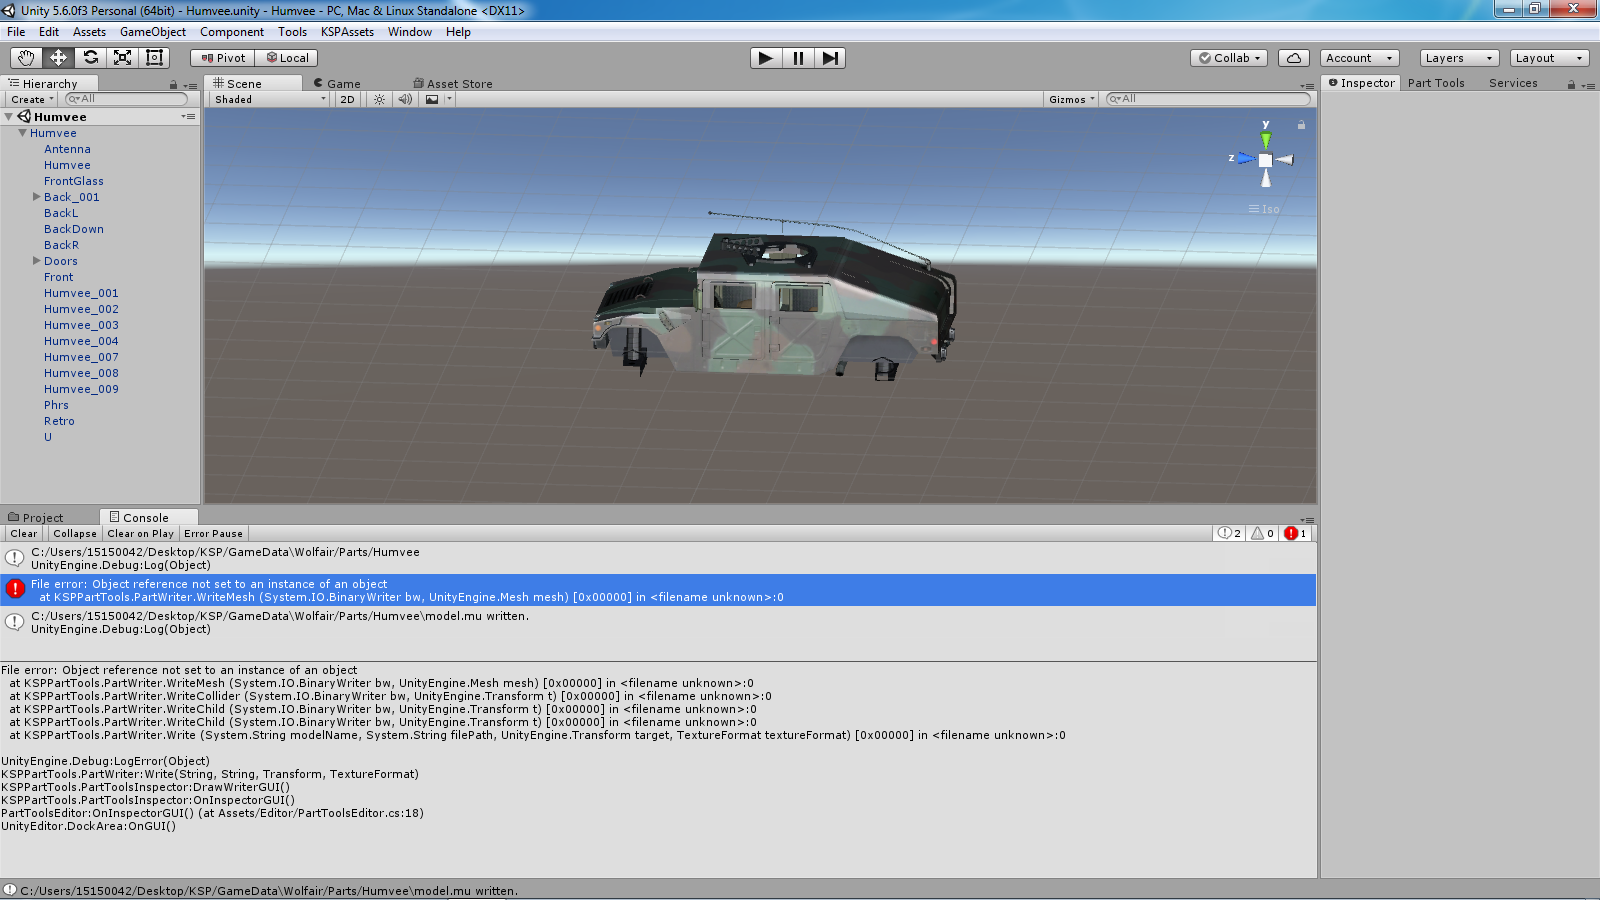 Unity 5.6.0f3 Personal (64bit) - Humvee.unity - Humvee - PC, Mac & Linux Standalone <DX11>
File Edit Assets GameObject Component Tools KSPAssets Window Help
Pivot Local Collab Account Layers Layout
Hierarchy Scene Game Asset Store Inspector Part Tools Services
Create All Shaded 2D Gizmos All
Humvee
Humvee
Antenna
Humvee
FrontGlass
Back_001
BackL
BackDown
BackR
Doors
Front
Humvee_001
Humvee_002
Humvee_003
Humvee_004
Humvee_007
Humvee_008
Humvee_009
Phrs
Retro
U
y
z
Iso
Project Console
Clear Collapse Clear on Play Error Pause 2 0 1
C:/Users/15150042/Desktop/KSP/GameData\Wolfair/Parts/Humvee
UnityEngine.Debug:Log(Object)
File error: Object reference not set to an instance of an object
at KSPPartTools.PartWriter.WriteMesh (System.IO.BinaryWriter bw, UnityEngine.Mesh mesh) [0x00000] in <filename unknown>:0
C:/Users/15150042/Desktop/KSP/GameData\Wolfair/Parts/Humvee\model.mu written.
UnityEngine.Debug:Log(Object)
File error: Object reference not set to an instance of an object
at KSPPartTools.PartWriter.WriteMesh (System.IO.BinaryWriter bw, UnityEngine.Mesh mesh) [0x00000] in <filename unknown>:0
at KSPPartTools.PartWriter.WriteCollider (System.IO.BinaryWriter bw, UnityEngine.Transform t) [0x00000] in <filename unknown>:0
at KSPPartTools.PartWriter.WriteChild (System.IO.BinaryWriter bw, UnityEngine.Transform t) [0x00000] in <filename unknown>:0
at KSPPartTools.PartWriter.WriteChild (System.IO.BinaryWriter bw, UnityEngine.Transform t) [0x00000] in <filename unknown>:0
at KSPPartTools.PartWriter.Write (System.String modelName, System.String filePath, UnityEngine.Transform target, TextureFormat textureFormat) [0x00000] in <filename unknown>:0
UnityEngine.Debug:LogError(Object)
KSPPartTools.PartWriter:Write(String, String, Transform, TextureFormat)
KSPPartTools.PartToolsInspector:DrawWriterGUI()
KSPPartTools.PartToolsInspector:OnInspectorGUI()
PartToolsEditor:OnInspectorGUI() (at Assets/Editor/PartToolsEditor.cs:18)
UnityEditor.DockArea:OnGUI()
C:/Users/15150042/Desktop/KSP/GameData\Wolfair/Parts/Humvee\model.mu written.